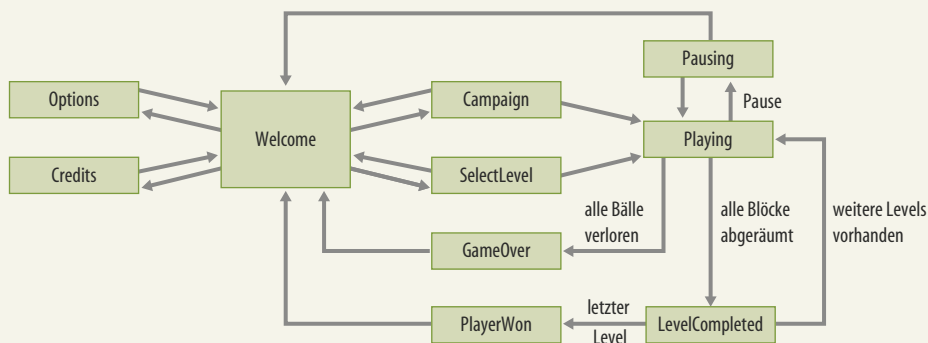 Pausing
Options
Campaign
Pause
Welcome
Playing
Credits
SelectLevel
alle Bälle
verloren
alle Blöcke
abgeräumt
weitere Levels
vorhanden
GameOver
letzter
Level
PlayerWon
LevelCompleted